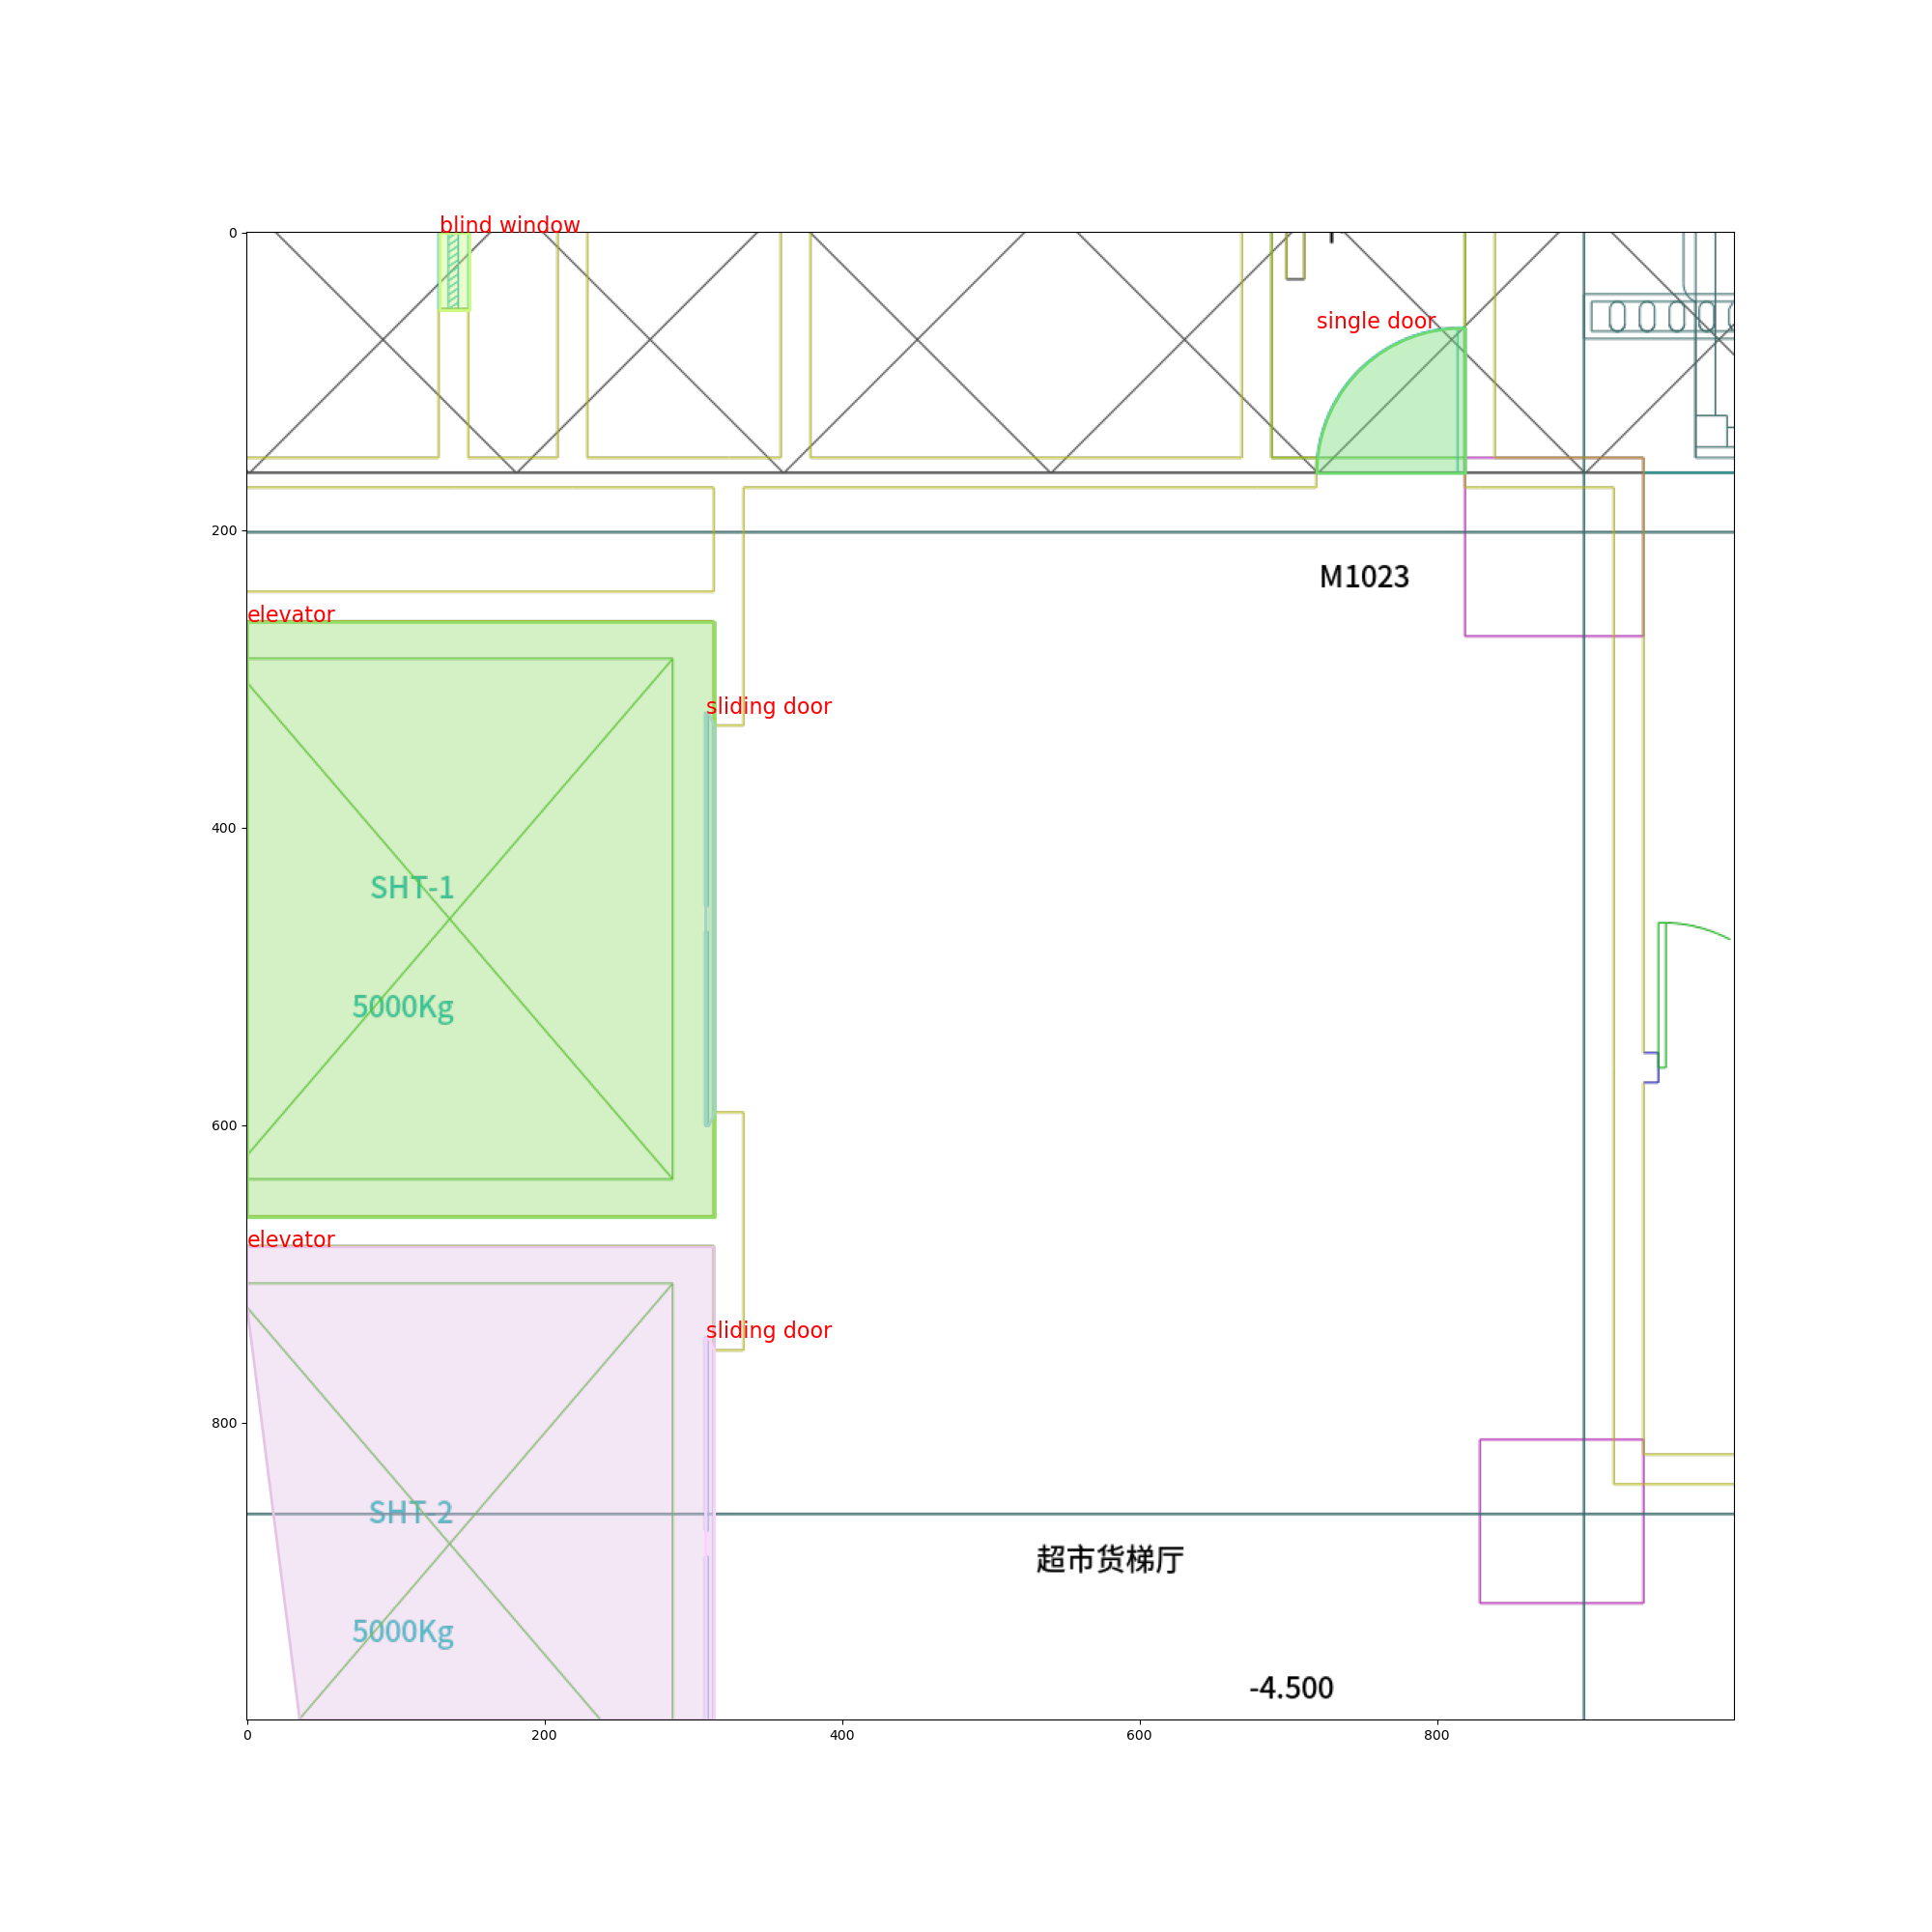 blind window
0
single door
200
M1023
elevator
sliding door
400
SHT-1
5000Kg
600
elevator
sliding door
800
SHT-2
超市货梯厅
5000Kg
-4.500
0 200 400 600 800